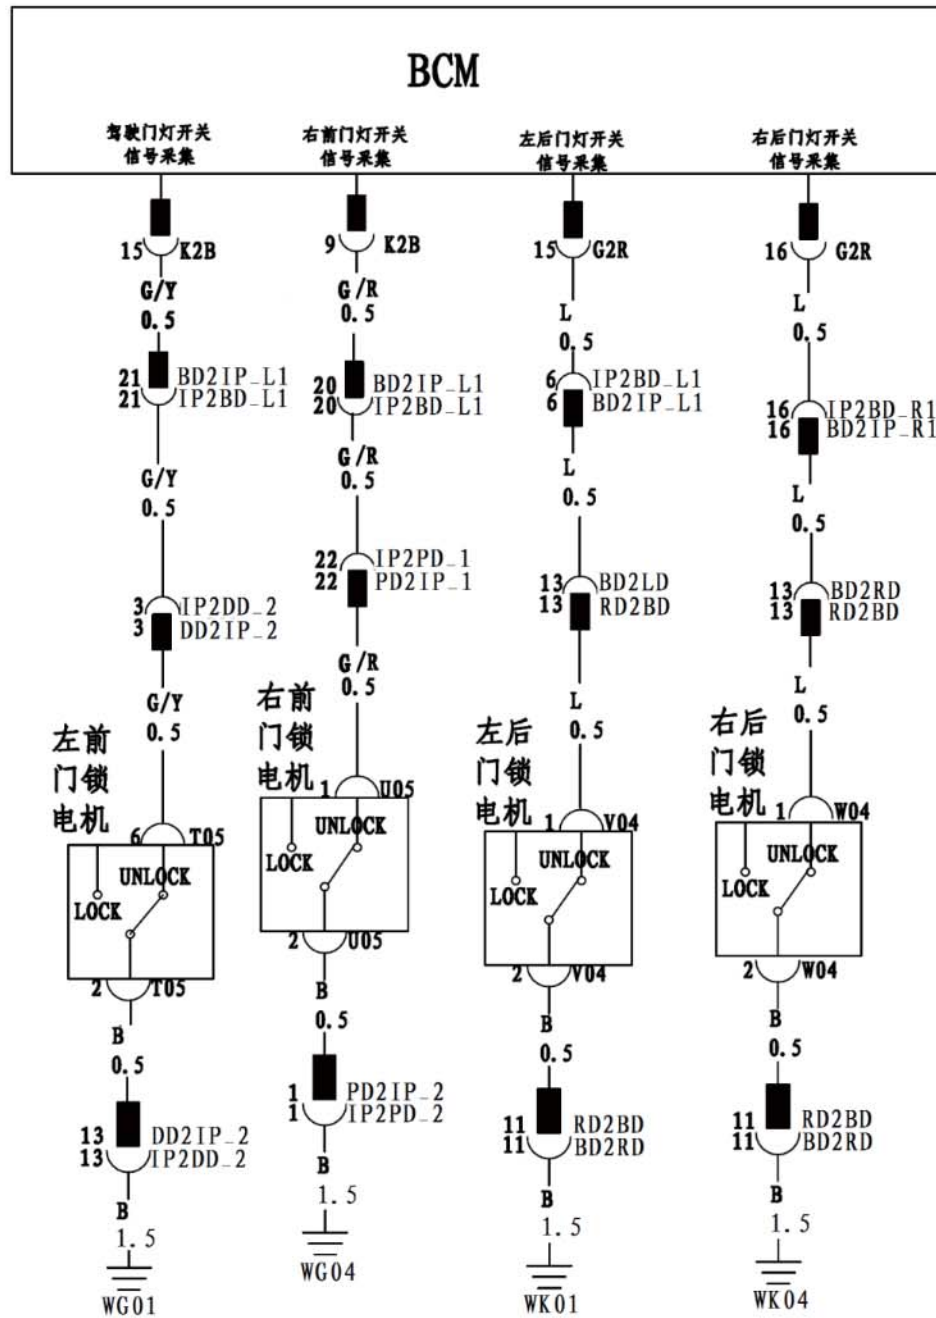 BCM
驾驶门灯开关
信号采集
右前门灯开关
信号采集
左后门灯开关
信号采集
右后门灯开关
信号采集
15 K2B
G/Y
0.5
21 BD2IP_L1
21 IP2BD_L1
G/Y
0.5
3 IP2DD_2
3 DD2IP_2
G/Y
0.5
左前
门锁
电机
6 T05
UNLOCK
LOCK
2 T05
B
0.5
13 DD2IP_2
13 IP2DD_2
B
1.5
WG01
9 K2B
G/R
0.5
20 BD2IP_L1
20 IP2BD_L1
G/R
0.5
22 IP2PD_1
22 PD2IP_1
G/R
0.5
右前
门锁
电机
1 U05
UNLOCK
LOCK
2 U05
B
0.5
1 PD2IP_2
1 IP2PD_2
B
1.5
WG04
15 G2R
L
0.5
6 IP2BD_L1
6 BD2IP_L1
L
0.5
13 BD2LD
13 RD2BD
L
0.5
左后
门锁
电机
1 V04
UNLOCK
LOCK
2 V04
B
0.5
11 RD2BD
11 BD2RD
B
1.5
WK01
16 G2R
L
0.5
16 IP2BD_R1
16 BD2IP_R1
L
0.5
13 BD2RD
13 RD2BD
L
0.5
右后
门锁
电机
1 W04
UNLOCK
LOCK
2 W04
B
0.5
11 RD2BD
11 BD2RD
B
1.5
WK04